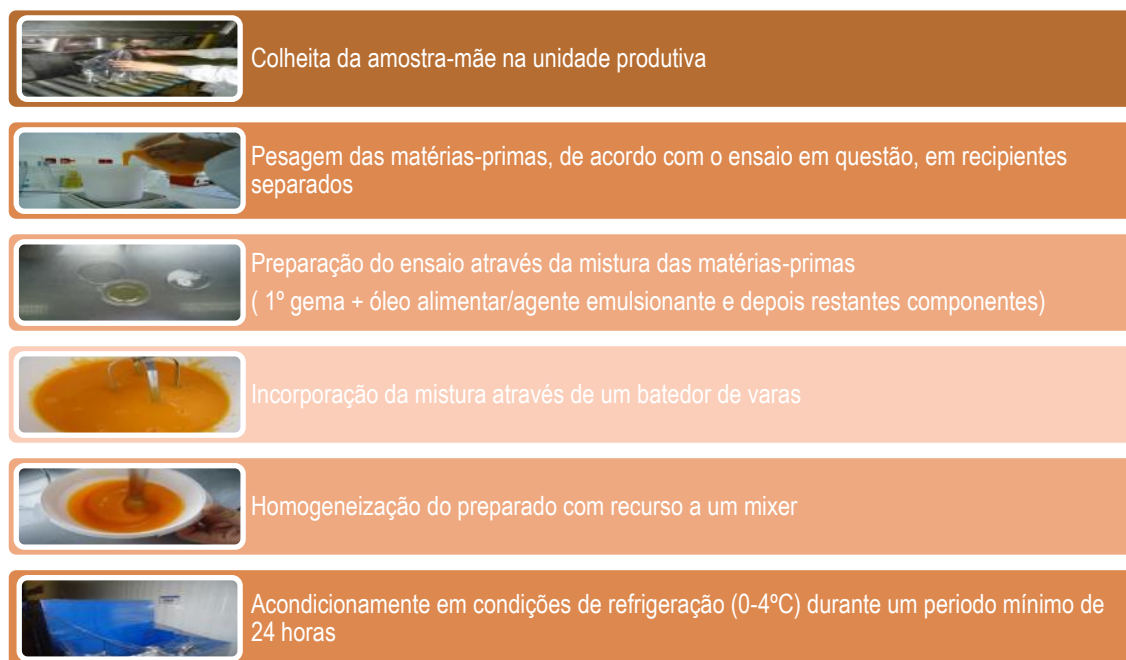 Colheita da amostra-mãe na unidade produtiva
Pesagem das matérias-primas, de acordo com o ensaio em questão, em recipientes
separados
Preparação do ensaio através da mistura das matérias-primas
( 1º gema + óleo alimentar/agente emulsionante e depois restantes componentes)
Incorporação da mistura através de um batedor de varas
Homogeneização do preparado com recurso a um mixer
Acondicionamente em condições de refrigeração (0-4ºC) durante um periodo mínimo de
24 horas